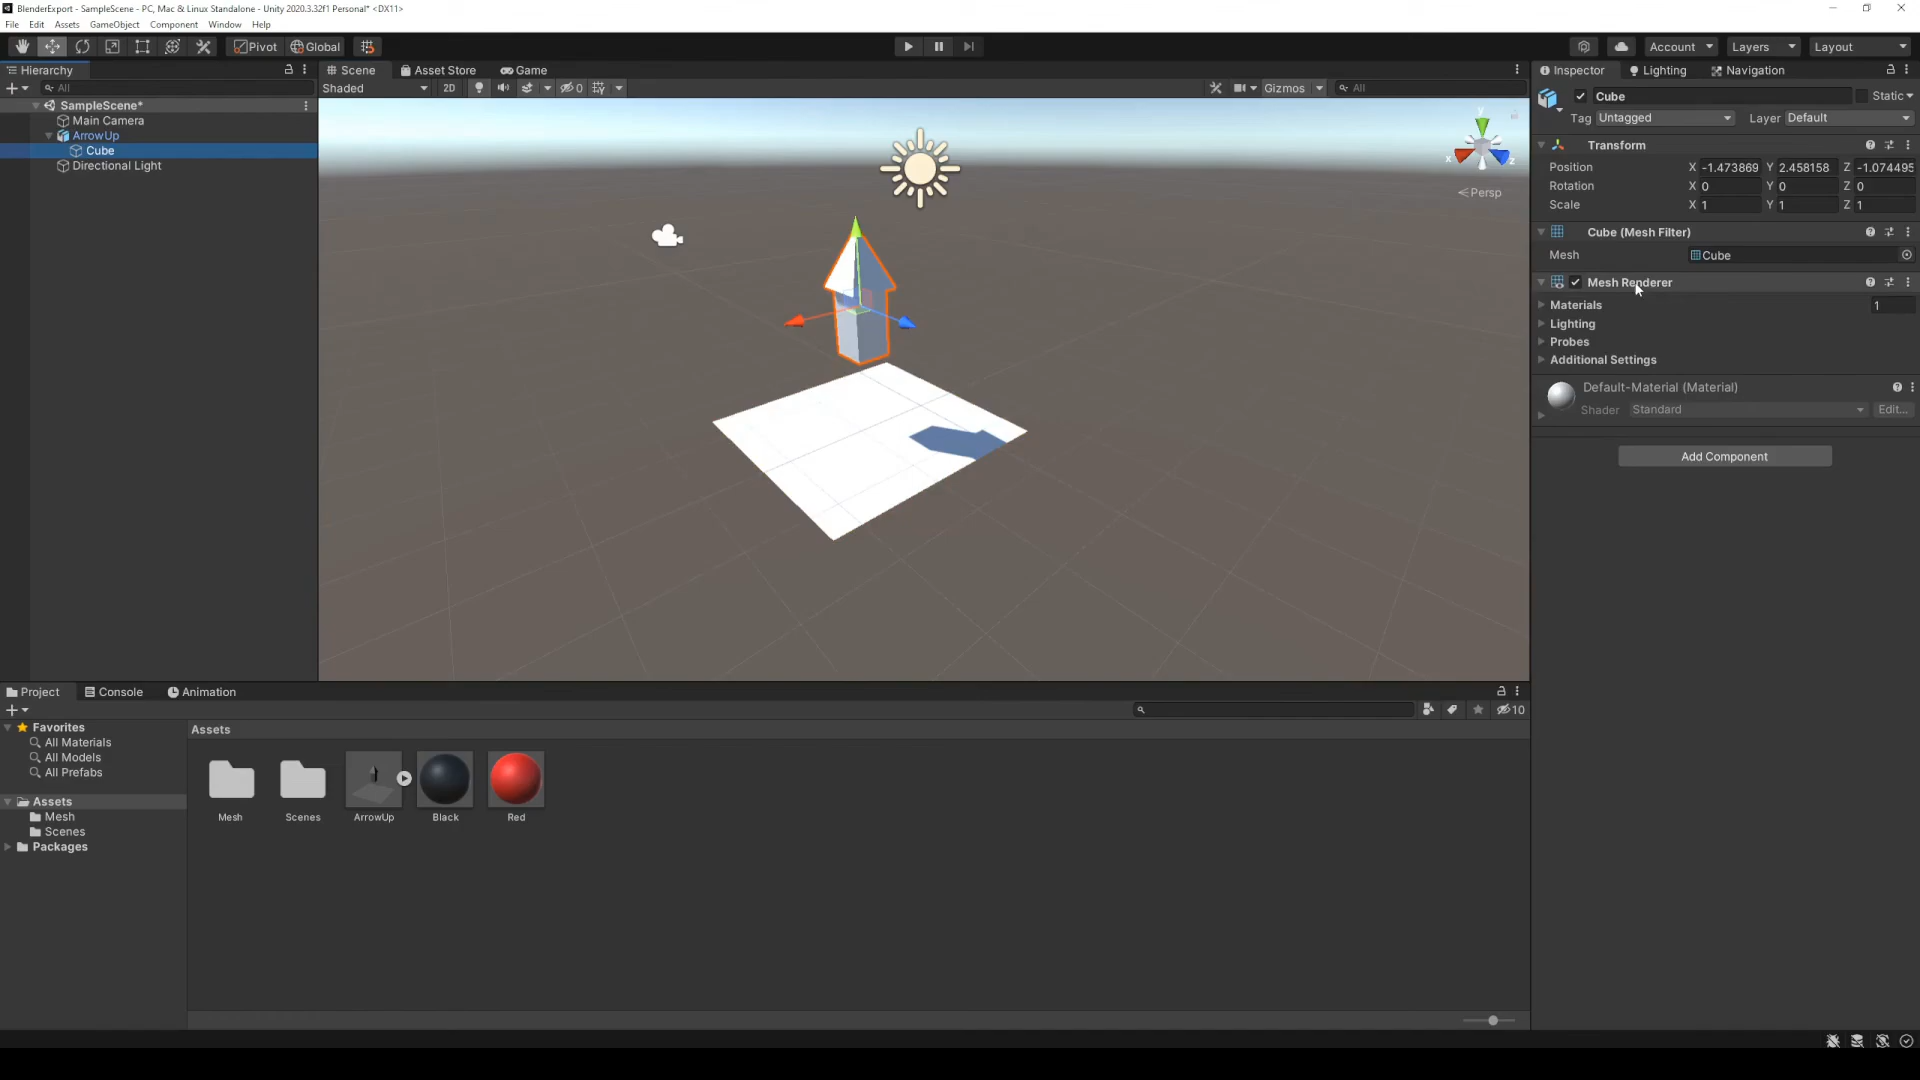 BlenderExport - SampleScene - PC, Mac & Linux Standalone - Unity 2020.3.32f1 Personal* <DX11>
File Edit Assets GameObject Component Window Help
Pivot Global Account Layers Layout
Hierarchy Scene Asset Store Game Inspector Lighting Navigation
All Shaded 2D 0 Gizmos All
Cube Static
Tag Untagged Layer Default
SampleScene*
Main Camera
ArrowUp
Cube
Directional Light
y
x z
Persp
Transform
Position X -1.473869 Y 2.458158 Z -1.074495
Rotation X 0 Y 0 Z 0
Scale X 1 Y 1 Z 1
Cube (Mesh Filter)
Mesh Cube
Mesh Renderer
Materials 1
Lighting
Probes
Additional Settings
Default-Material (Material)
Shader Standard Edit...
Add Component
Project Console Animation
10
Favorites
All Materials
All Models
All Prefabs
Assets
Mesh
Scenes
Packages
Assets
Mesh Scenes ArrowUp Black Red